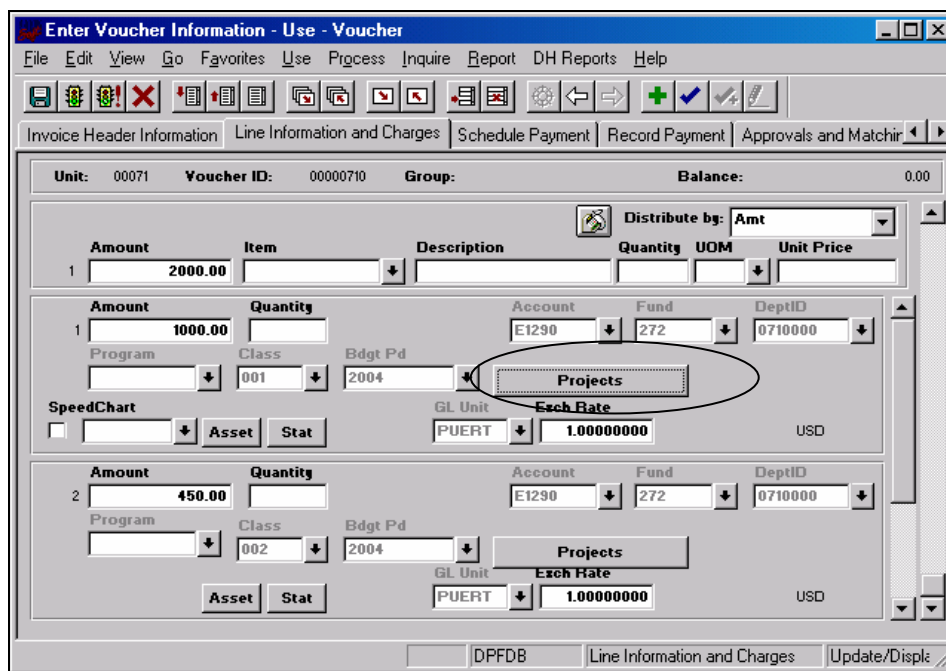 Enter Voucher Information - Use - Voucher
File Edit View Go Favorites Use Process Inquire Report DH Reports Help
Invoice Header Information Line Information and Charges Schedule Payment Record Payment Approvals and Matchin
Unit: 00071 Voucher ID: 00000710 Group: Balance: 0.00
Distribute by: Amt
Amount Item Description Quantity UOM Unit Price
1 2000.00
Amount Quantity Account Fund DeptID
1 1000.00 E1290 272 0710000
Program Class Bdgt Pd
001 2004 Projects
SpeedChart GL Unit Exch Rate
Asset Stat PUERT 1.00000000 USD
Amount Quantity Account Fund DeptID
2 450.00 E1290 272 0710000
Program Class Bdgt Pd
002 2004 Projects
GL Unit Exch Rate
Asset Stat PUERT 1.00000000 USD
DPFDB Line Information and Charges Update/Displa